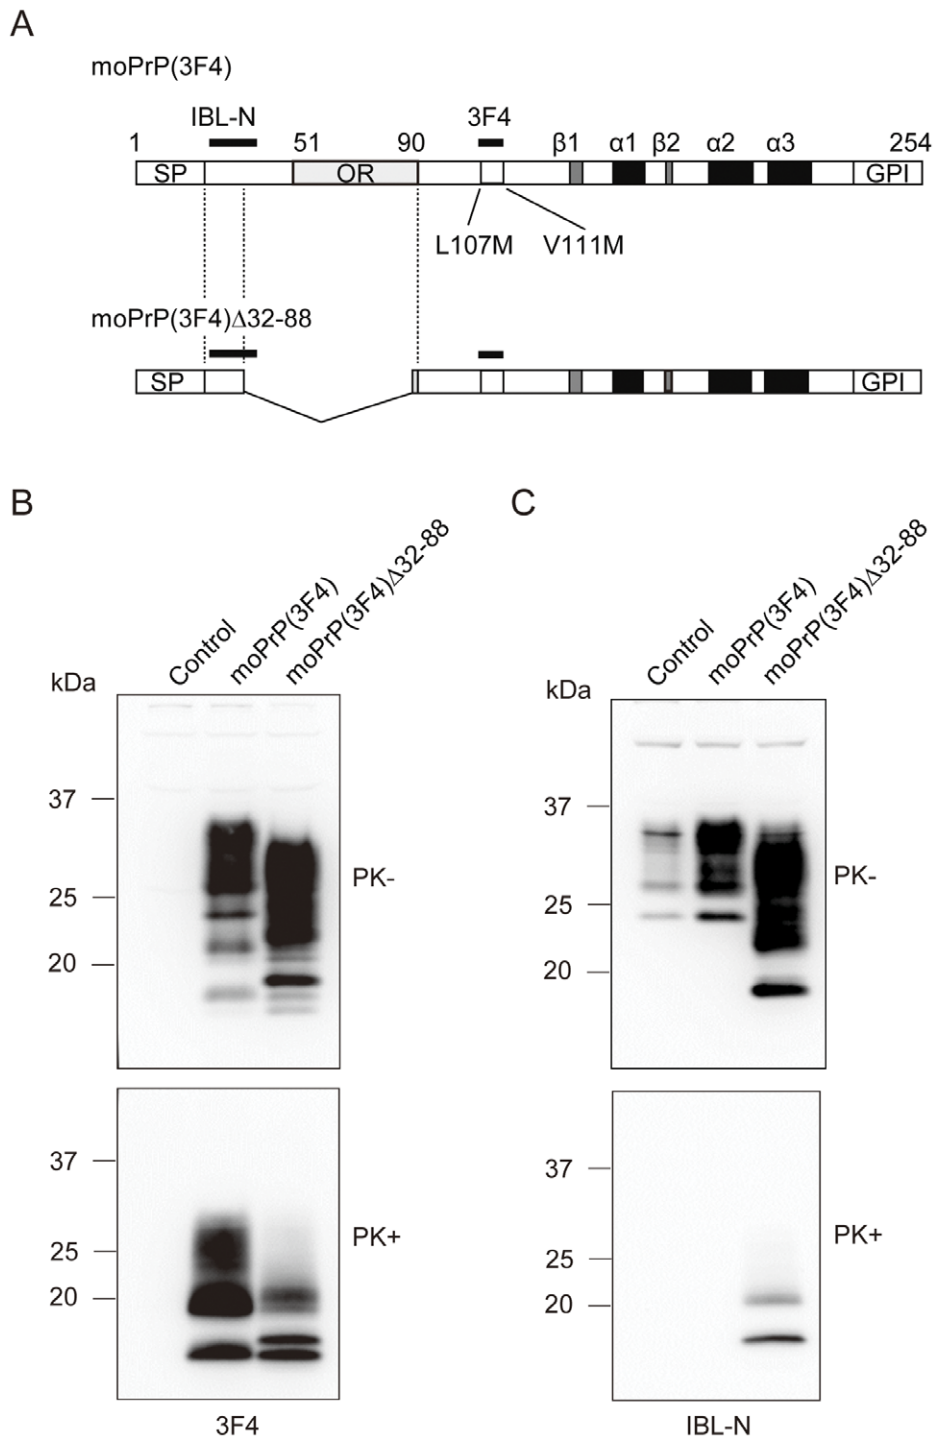 A
moPrP(3F4)
IBL-N 3F4
1 51 90 β1 α1 β2 α2 α3 254
SP OR GPI
L107M V111M
moPrP(3F4)Δ32-88
SP GPI
B
Control
moPrP(3F4)
moPrP(3F4)Δ32-88
kDa
37
25
20
PK-
37
25
20
PK+
3F4
C
Control
moPrP(3F4)
moPrP(3F4)Δ32-88
kDa
37
25
20
PK-
37
25
20
PK+
IBL-N